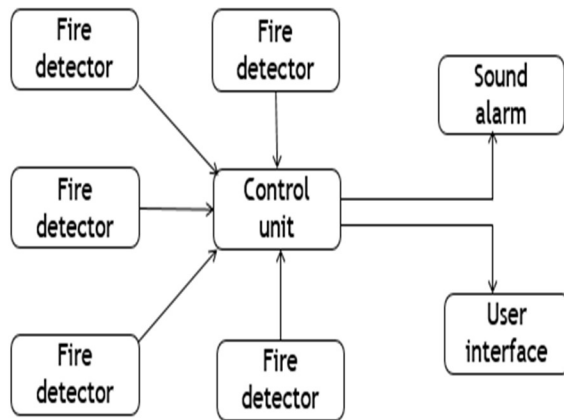 Fire
detector
Fire
detector
Sound
alarm
Fire
detector
Control
unit
Fire
detector
Fire
detector
User
interface